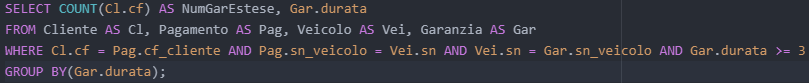 SELECT COUNT(Cl.cf) AS NumGarEstese, Gar.durata
FROM Cliente AS Cl, Pagamento AS Pag, Veicolo AS Vei, Garanzia AS Gar
WHERE Cl.cf = Pag.cf_cliente AND Pag.sn_veicolo = Vei.sn AND Vei.sn = Gar.sn_veicolo AND Gar.durata >= 3
GROUP BY(Gar.durata);